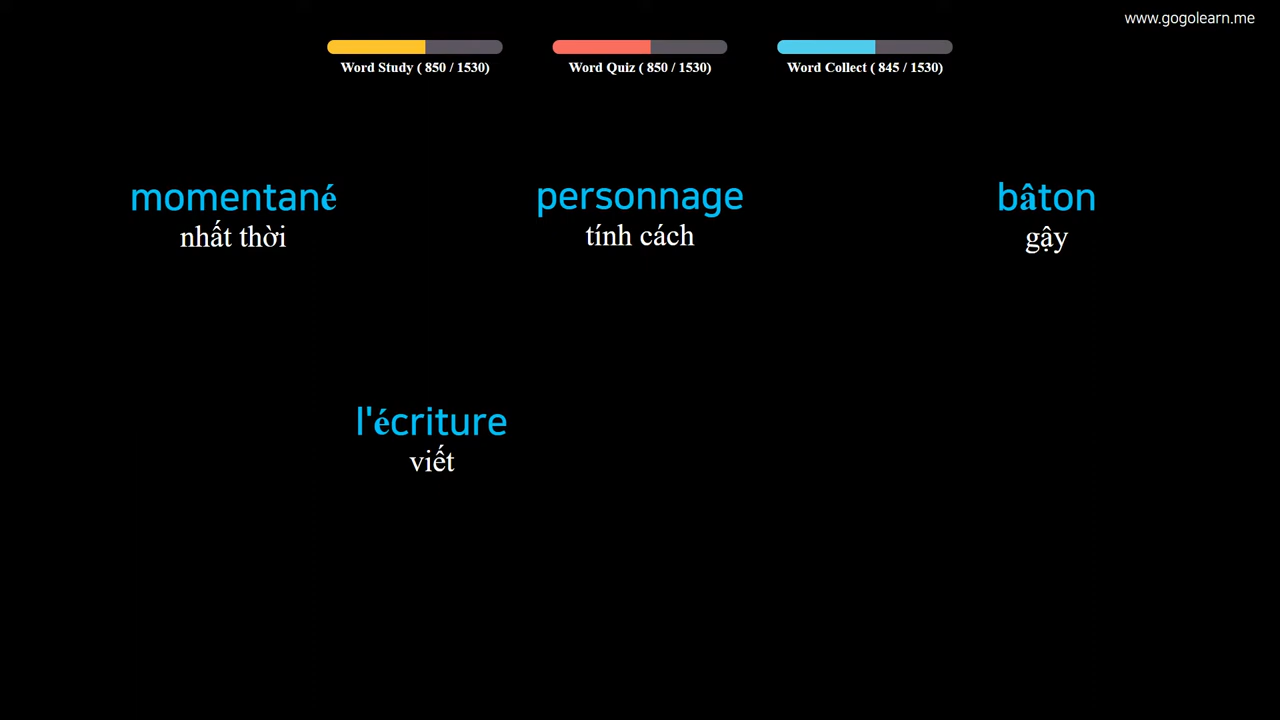 www.gogolearn.me
Word Study ( 850 / 1530)
Word Quiz ( 850 / 1530)
Word Collect ( 845 / 1530)
momentané
nhất thời
personnage
tính cách
bâton
gậy
l'écriture
viết